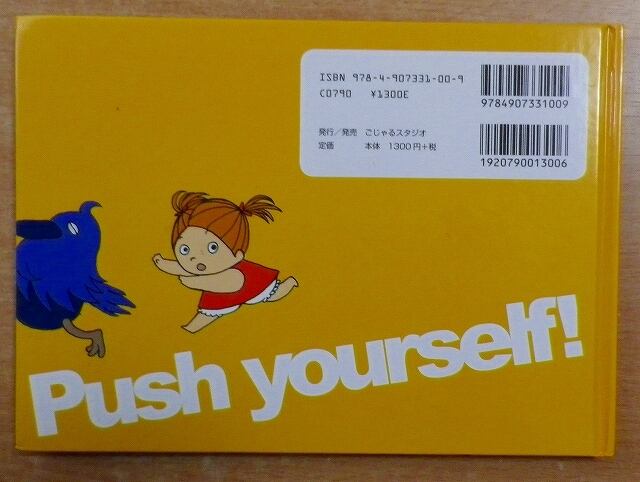 ISBN 978-4-907331-00-9
C0790 ¥1300E
9784907331009
発行/発売 ごじゃるスタジオ
定価 本体 1300円+税
1920790013006
Push yourself!